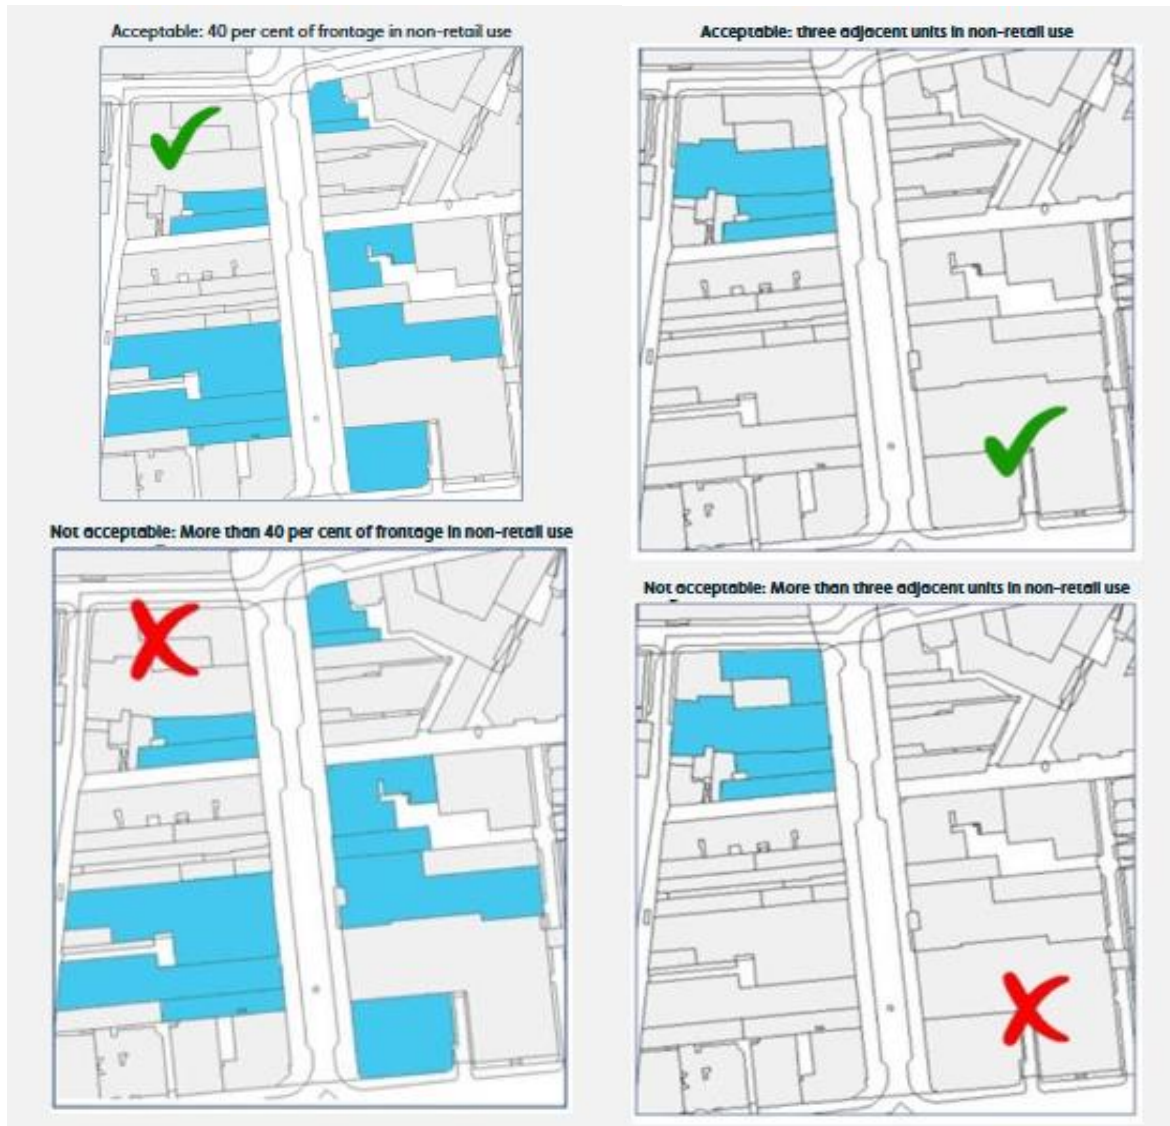 Acceptable: 40 per cent of frontage in non-retail use
Acceptable: three adjacent units in non-retail use
Not acceptable: More than 40 per cent of frontage in non-retail use
Not acceptable: More than three adjacent units in non-retail use